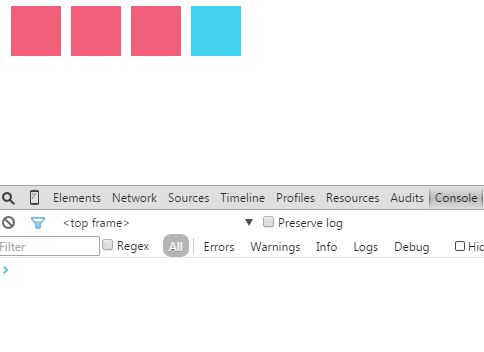 Elements Network Sources Timeline Profiles Resources Audits Console
<top frame> Preserve log
Filter Regex All Errors Warnings Info Logs Debug Hid